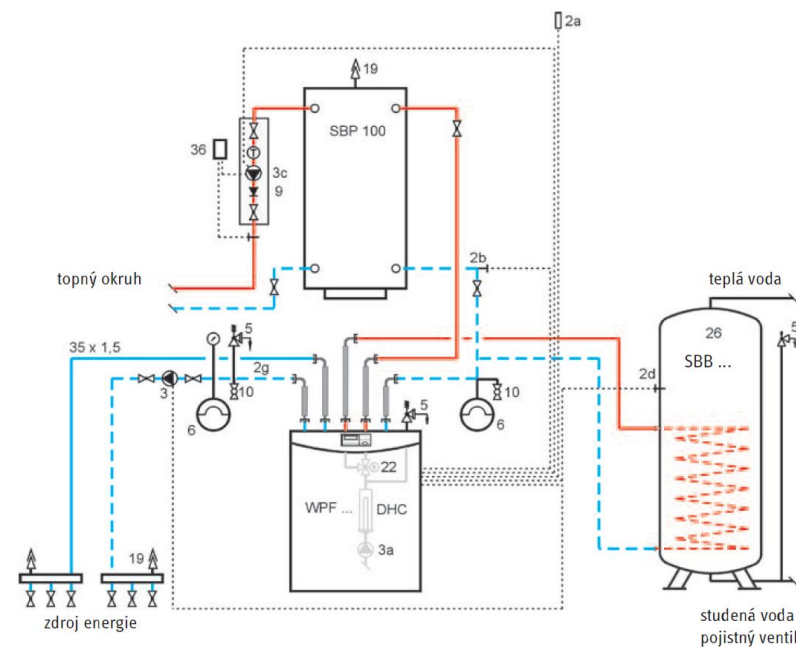 2a
19
SBP 100
36
T
3c
9
topný okruh
2b
teplá voda
35 x 1,5
5
2g
10
3
6
5
10
6
26
SBB ...
2d
5
22
WPF ...
DHC
3a
19
zdroj energie
studená voda
pojistný ventil